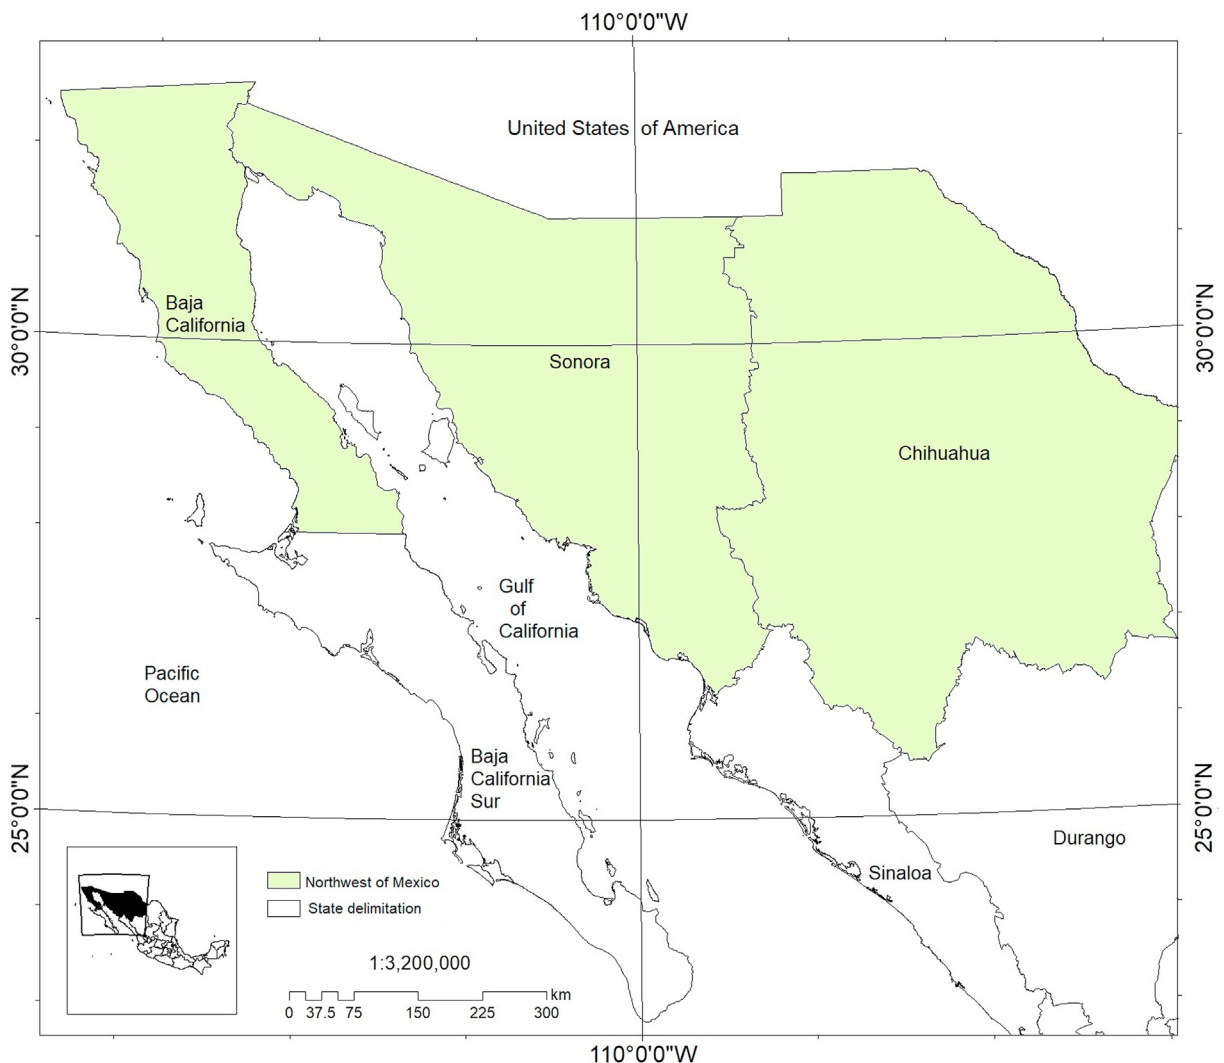 110°0'0"W
United States of America
30°0'0"N
30°0'0"N
Baja
California
Sonora
Chihuahua
Gulf
of
California
Pacific
Ocean
Baja
California
Sur
25°0'0"N
25°0'0"N
Durango
Sinaloa
Northwest of Mexico
State delimitation
1:3,200,000
km
0 37.5 75 150 225 300
110°0'0"W